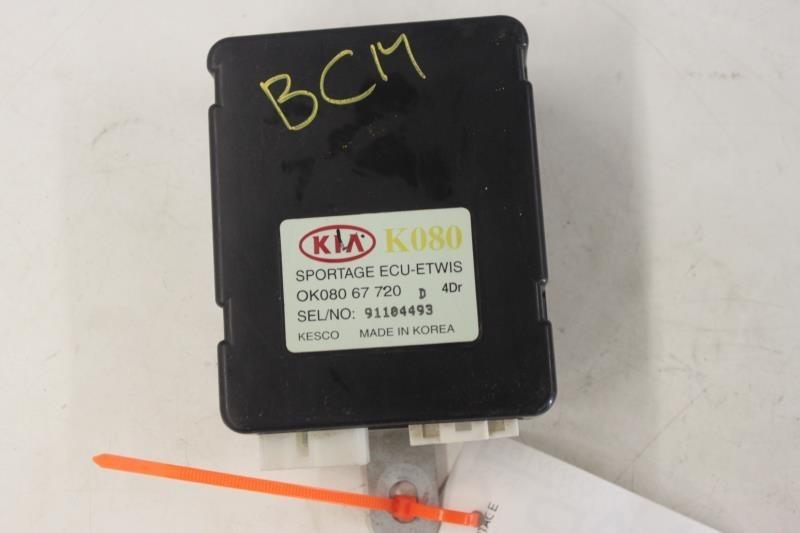 BCM
KIA K080
SPORTAGE ECU-ETWIS
OK080 67 720 D 4Dr
SEL/NO: 91104493
KESCO MADE IN KOREA